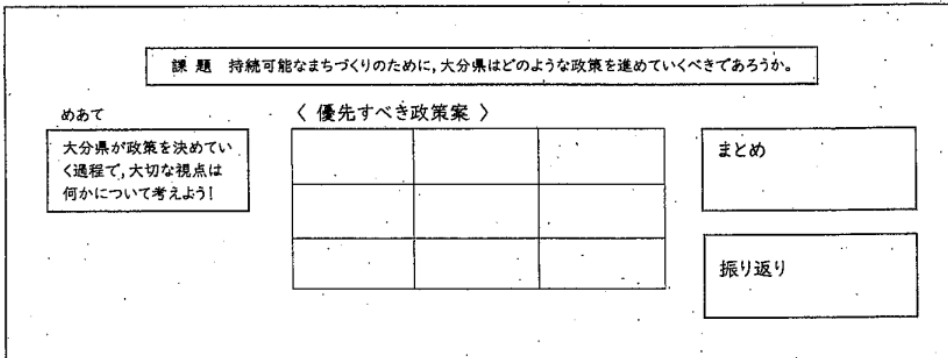 課題 持続可能なまちづくりのために,大分県はどのような政策を進めていくべきであろうか。
めあて
大分県が政策を決めてい
く過程で,大切な視点は
何かについて考えよう!
〈 優先すべき政策案 〉
まとめ
振り返り